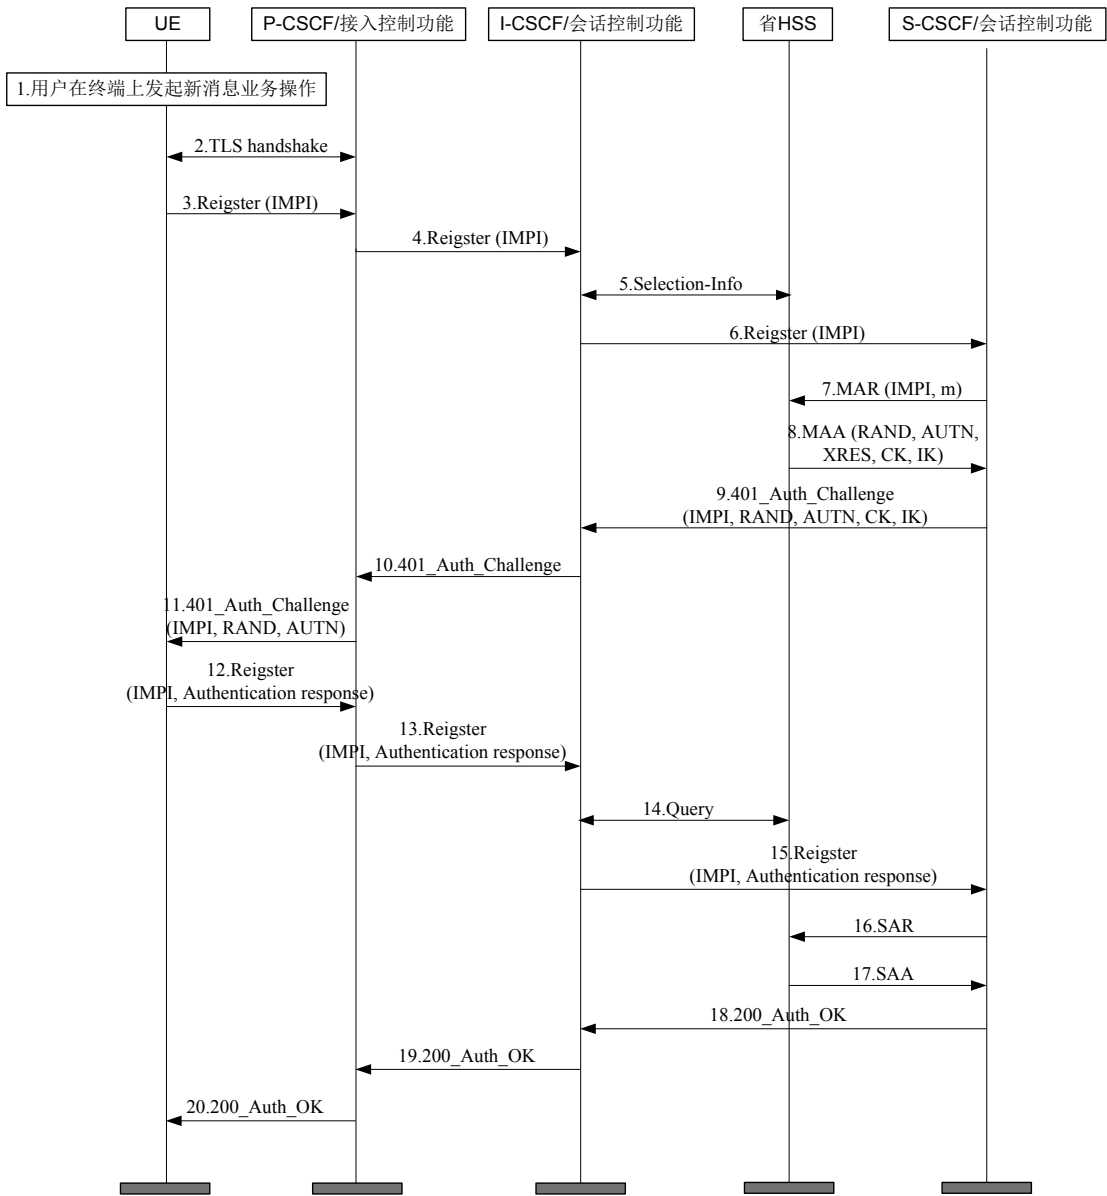 UE
P-CSCF/接入控制功能
I-CSCF/会话控制功能
省HSS
S-CSCF/会话控制功能
1.用户在终端上发起新消息业务操作
2.TLS handshake
3.Reigster (IMPI)
4.Reigster (IMPI)
5.Selection-Info
6.Reigster (IMPI)
7.MAR (IMPI, m)
8.MAA (RAND, AUTN,
XRES, CK, IK)
9.401_Auth_Challenge
(IMPI, RAND, AUTN, CK, IK)
10.401_Auth_Challenge
11.401_Auth_Challenge
(IMPI, RAND, AUTN)
12.Reigster
(IMPI, Authentication response)
13.Reigster
(IMPI, Authentication response)
14.Query
15.Reigster
(IMPI, Authentication response)
16.SAR
17.SAA
18.200_Auth_OK
19.200_Auth_OK
20.200_Auth_OK